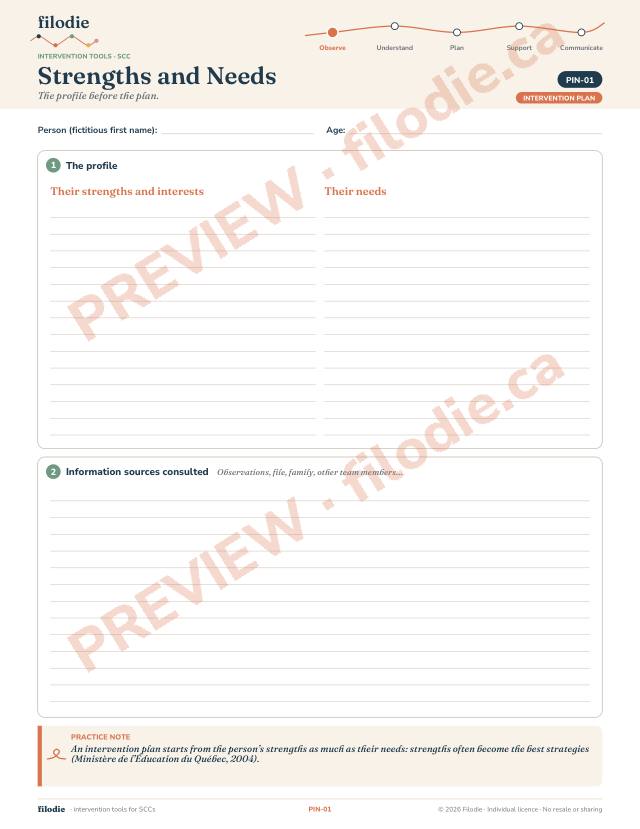 filodie
INTERVENTION TOOLS · SCC
Strengths and Needs
The profile before the plan.
Observe Understand Plan Support Communicate
PIN-01
INTERVENTION PLAN
Person (fictitious first name): Age:
1 The profile
Their strengths and interests Their needs
2 Information sources consulted Observations, file, family, other team members...
PREVIEW · filodie.ca
PREVIEW · filodie.ca
PRACTICE NOTE
An intervention plan starts from the person's strengths as much as their needs: strengths often become the best strategies
(Ministère de l'Éducation du Québec, 2004).
filodie · intervention tools for SCCs PIN-01 © 2026 Filodie · Individual licence · No resale or sharing